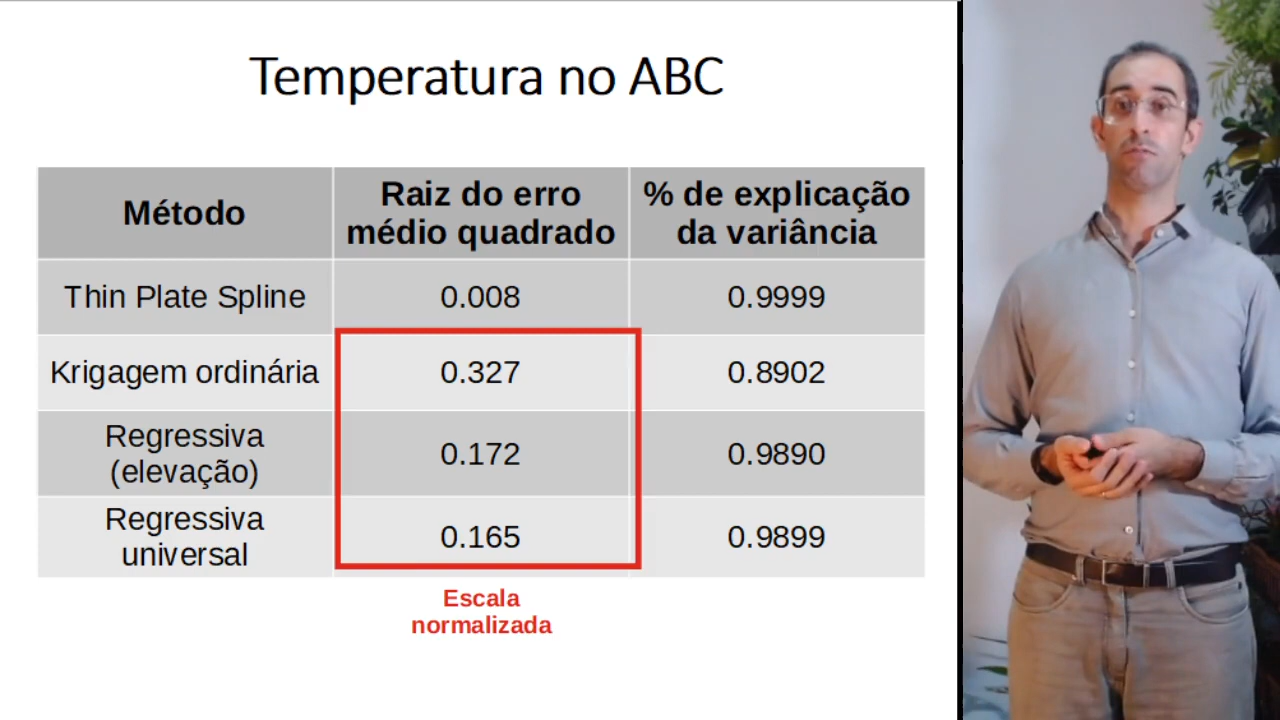 Temperatura no ABC
Método
Raiz do erro
médio quadrado
% de explicação
da variância
Thin Plate Spline
0.008
0.9999
Krigagem ordinária
0.327
0.8902
Regressiva
(elevação)
0.172
0.9890
Regressiva
universal
0.165
0.9899
Escala
normalizada